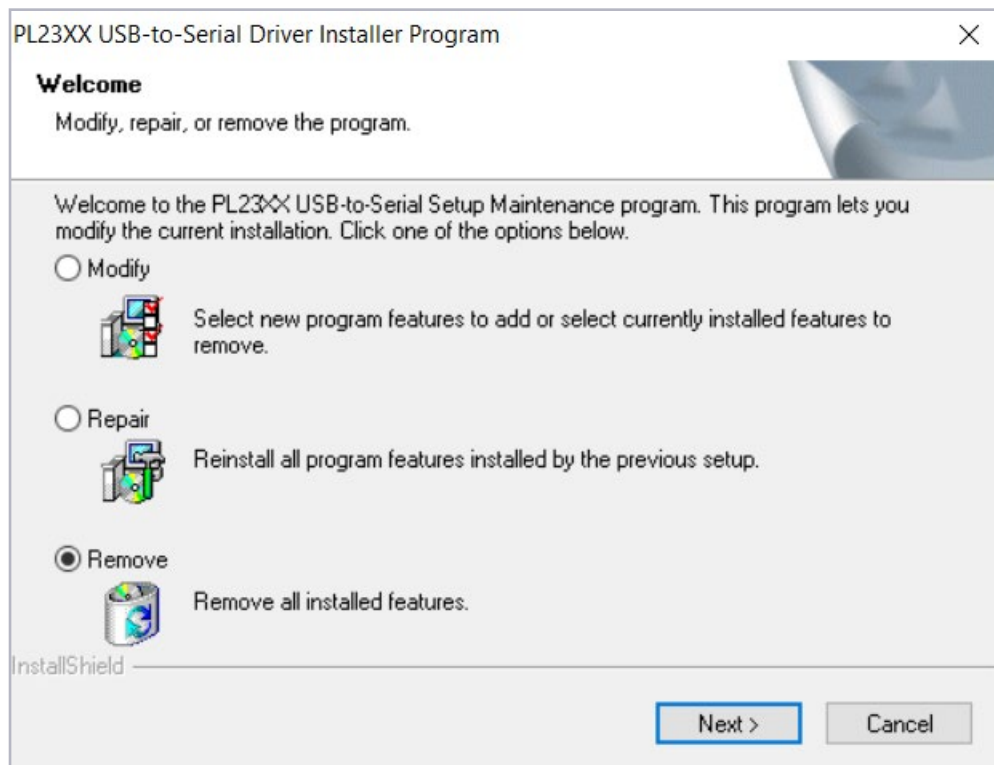 PL23XX USB-to-Serial Driver Installer Program
Welcome
Modify, repair, or remove the program.
Welcome to the PL23XX USB-to-Serial Setup Maintenance program. This program lets you
modify the current installation. Click one of the options below.
Modify
Select new program features to add or select currently installed features to
remove.
Repair
Reinstall all program features installed by the previous setup.
Remove
Remove all installed features.
InstallShield
Next >
Cancel